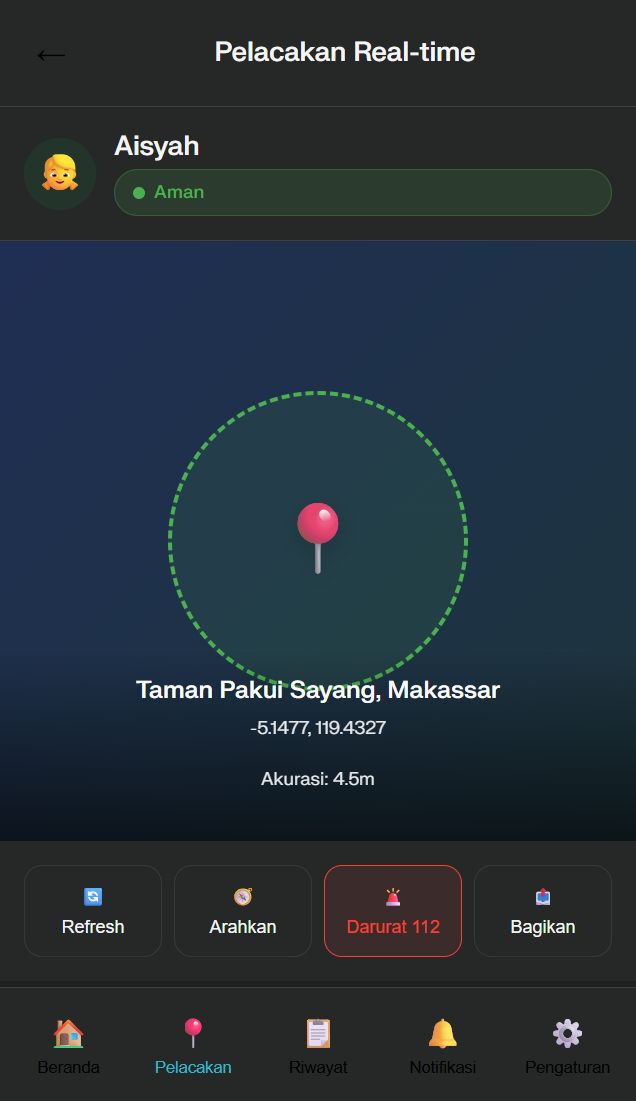 Pelacakan Real-time
Aisyah
Aman
Taman Pakui Sayang, Makassar
-5.1477, 119.4327
Akurasi: 4.5m
Refresh
Arahkan
Darurat 112
Bagikan
Beranda
Pelacakan
Riwayat
Notifikasi
Pengaturan